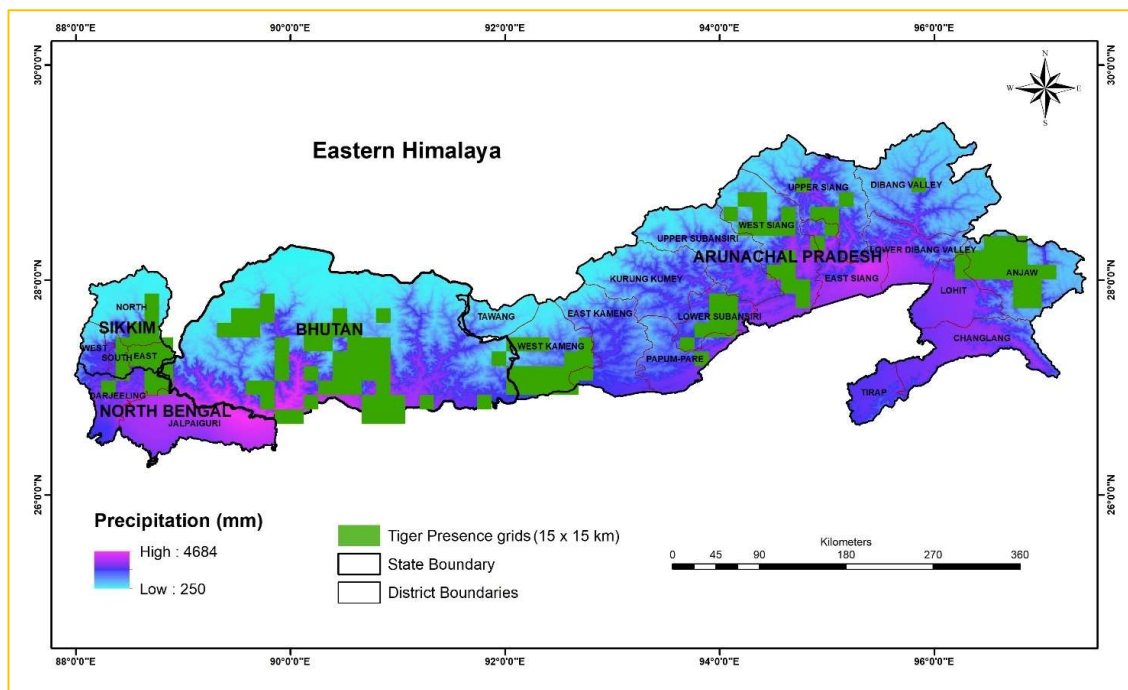 88°0'0"E 90°0'0"E 92°0'0"E 94°0'0"E 96°0'0"E
30°0'0"N 30°0'0"N
N
W E
S
Eastern Himalaya
UPPER SIANG
DIBANG VALLEY
WEST SIANG
UPPER SUBANSIRI
LOWER DIBANG VALLEY
ARUNACHAL PRADESH
ANJAW
28°0'0"N 28°0'0"N
KURUNG KUMEY
EAST SIANG
LOHIT
NORTH
SIKKIM
BHUTAN
TAWANG
EAST KAMENG
LOWER SUBANSIRI
CHANGLANG
WEST
SOUTH
EAST
WEST KAMENG
PAPUM-PARE
TIRAP
DARJEELING
NORTH BENGAL
JALPAIGURI
26°0'0"N 26°0'0"N
Precipitation (mm)
High : 4684
Low : 250
Tiger Presence grids (15 x 15 km)
State Boundary
District Boundaries
Kilometers
0 45 90 180 270 360
88°0'0"E 90°0'0"E 92°0'0"E 94°0'0"E 96°0'0"E